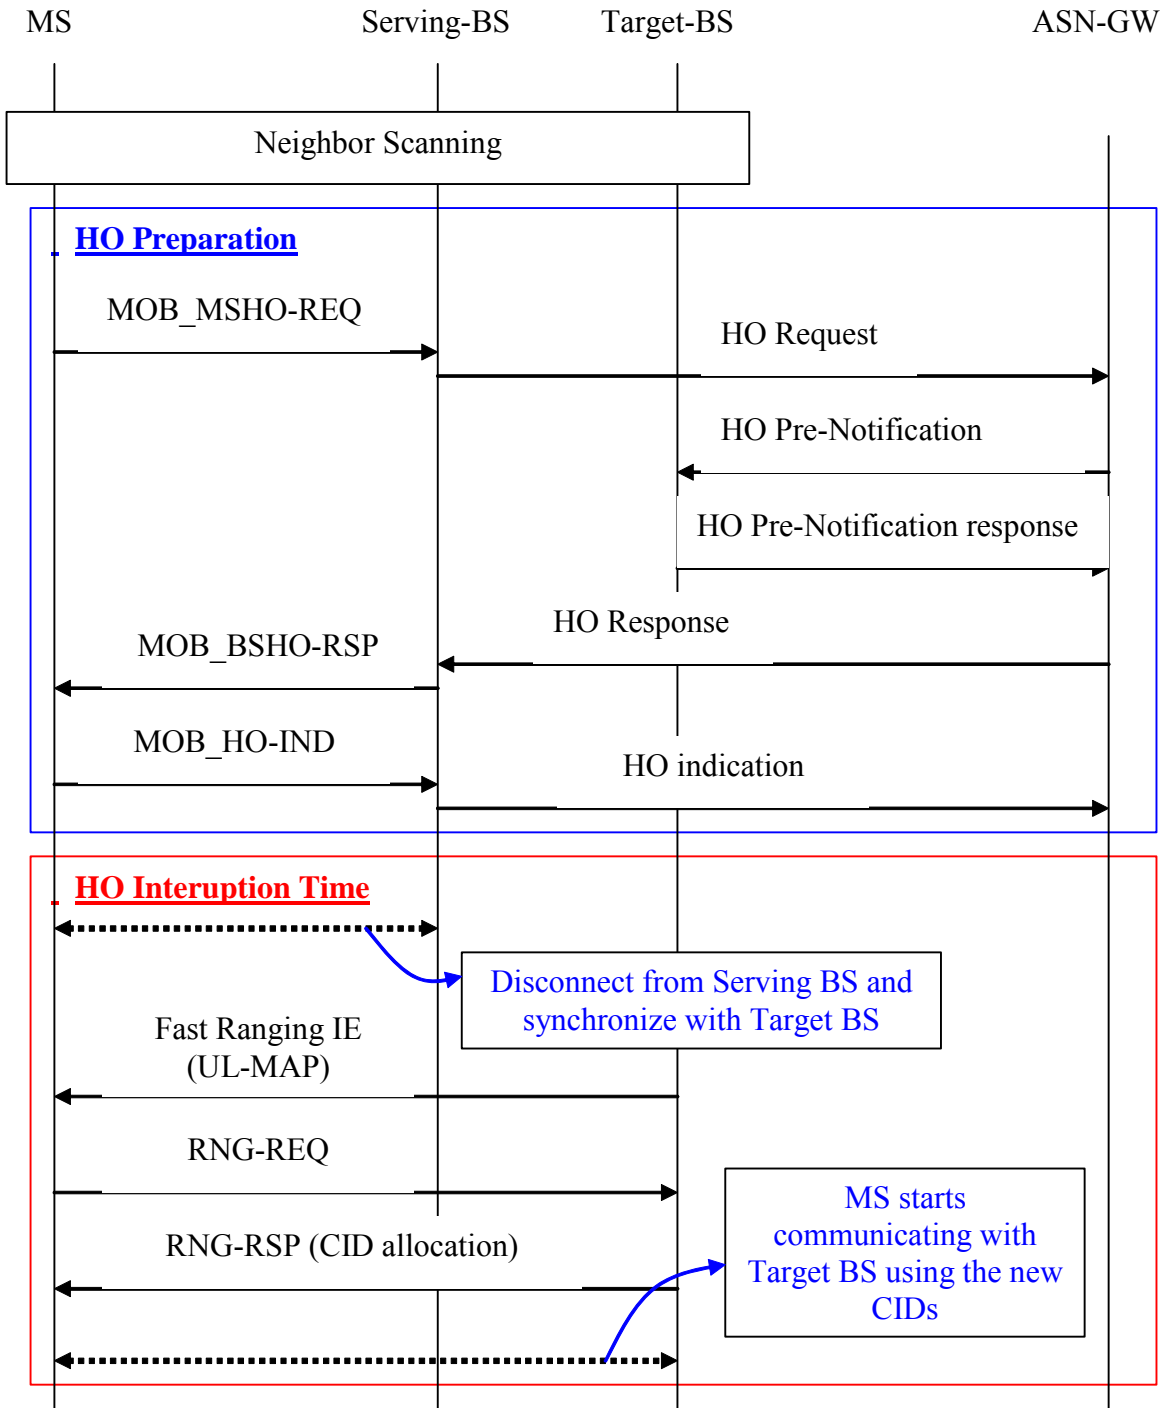 MS
Serving-BS
Target-BS
ASN-GW
Neighbor Scanning
HO Preparation
MOB_MSHO-REQ
HO Request
HO Pre-Notification
HO Pre-Notification response
HO Response
MOB_BSHO-RSP
MOB_HO-IND
HO indication
HO Interuption Time
Disconnect from Serving BS and
synchronize with Target BS
Fast Ranging IE
(UL-MAP)
RNG-REQ
MS starts
communicating with
Target BS using the new
CIDs
RNG-RSP (CID allocation)